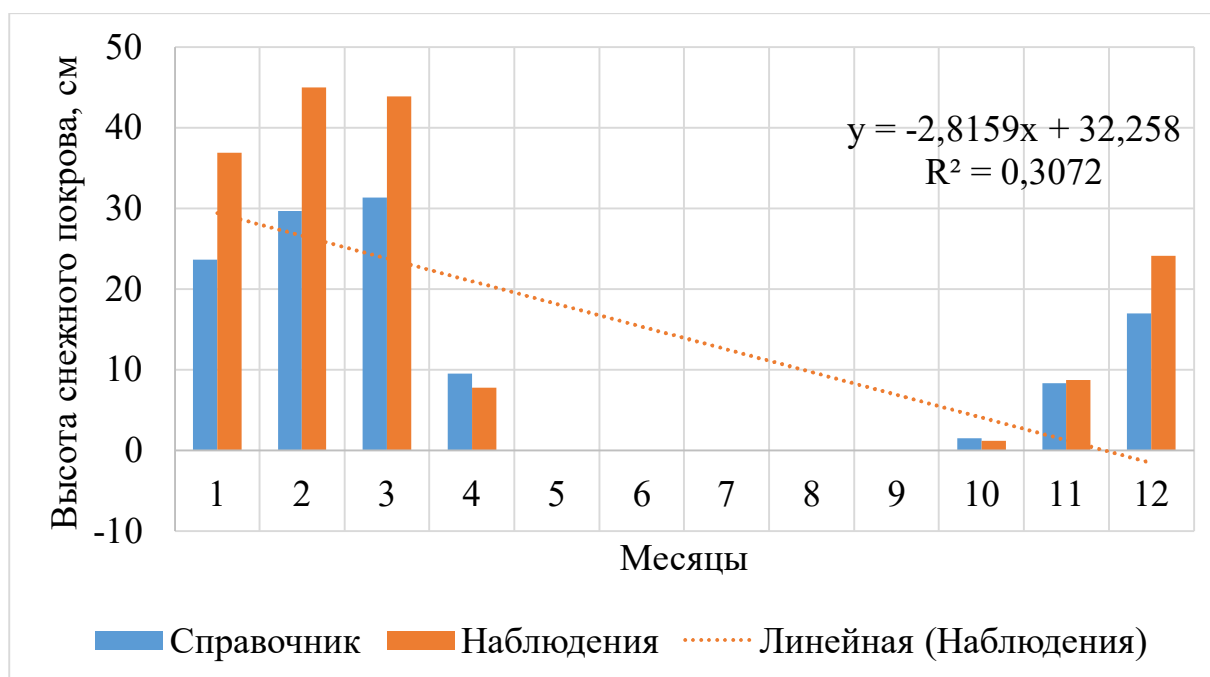 Высота снежного покрова, см
50
40
30
20
10
0
-10
y = -2,8159x + 32,258
R² = 0,3072
1 2 3 4 5 6 7 8 9 10 11 12
Месяцы
Справочник Наблюдения Линейная (Наблюдения)